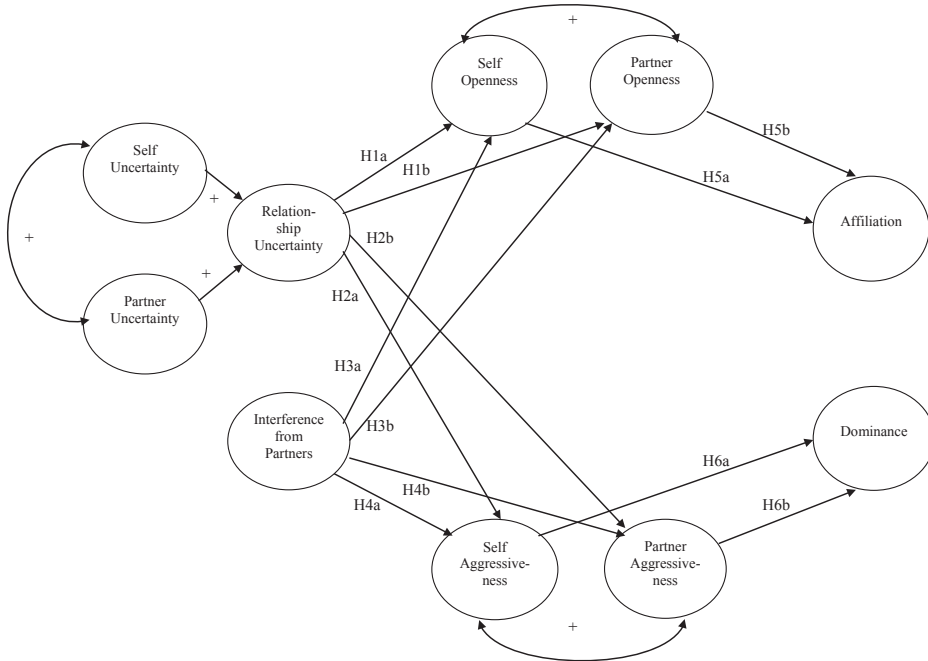 +
Self
Openness
Partner
Openness
H5b
H1a
H1b
H5a
Self
Uncertainty
+
Relation-
ship
Uncertainty
Affiliation
+
H2b
+
Partner
Uncertainty
H2a
H3a
Interference
from
Partners
H3b
Dominance
H6a
H4b
H4a
H6b
Self
Aggressive-
ness
Partner
Aggressive-
ness
+